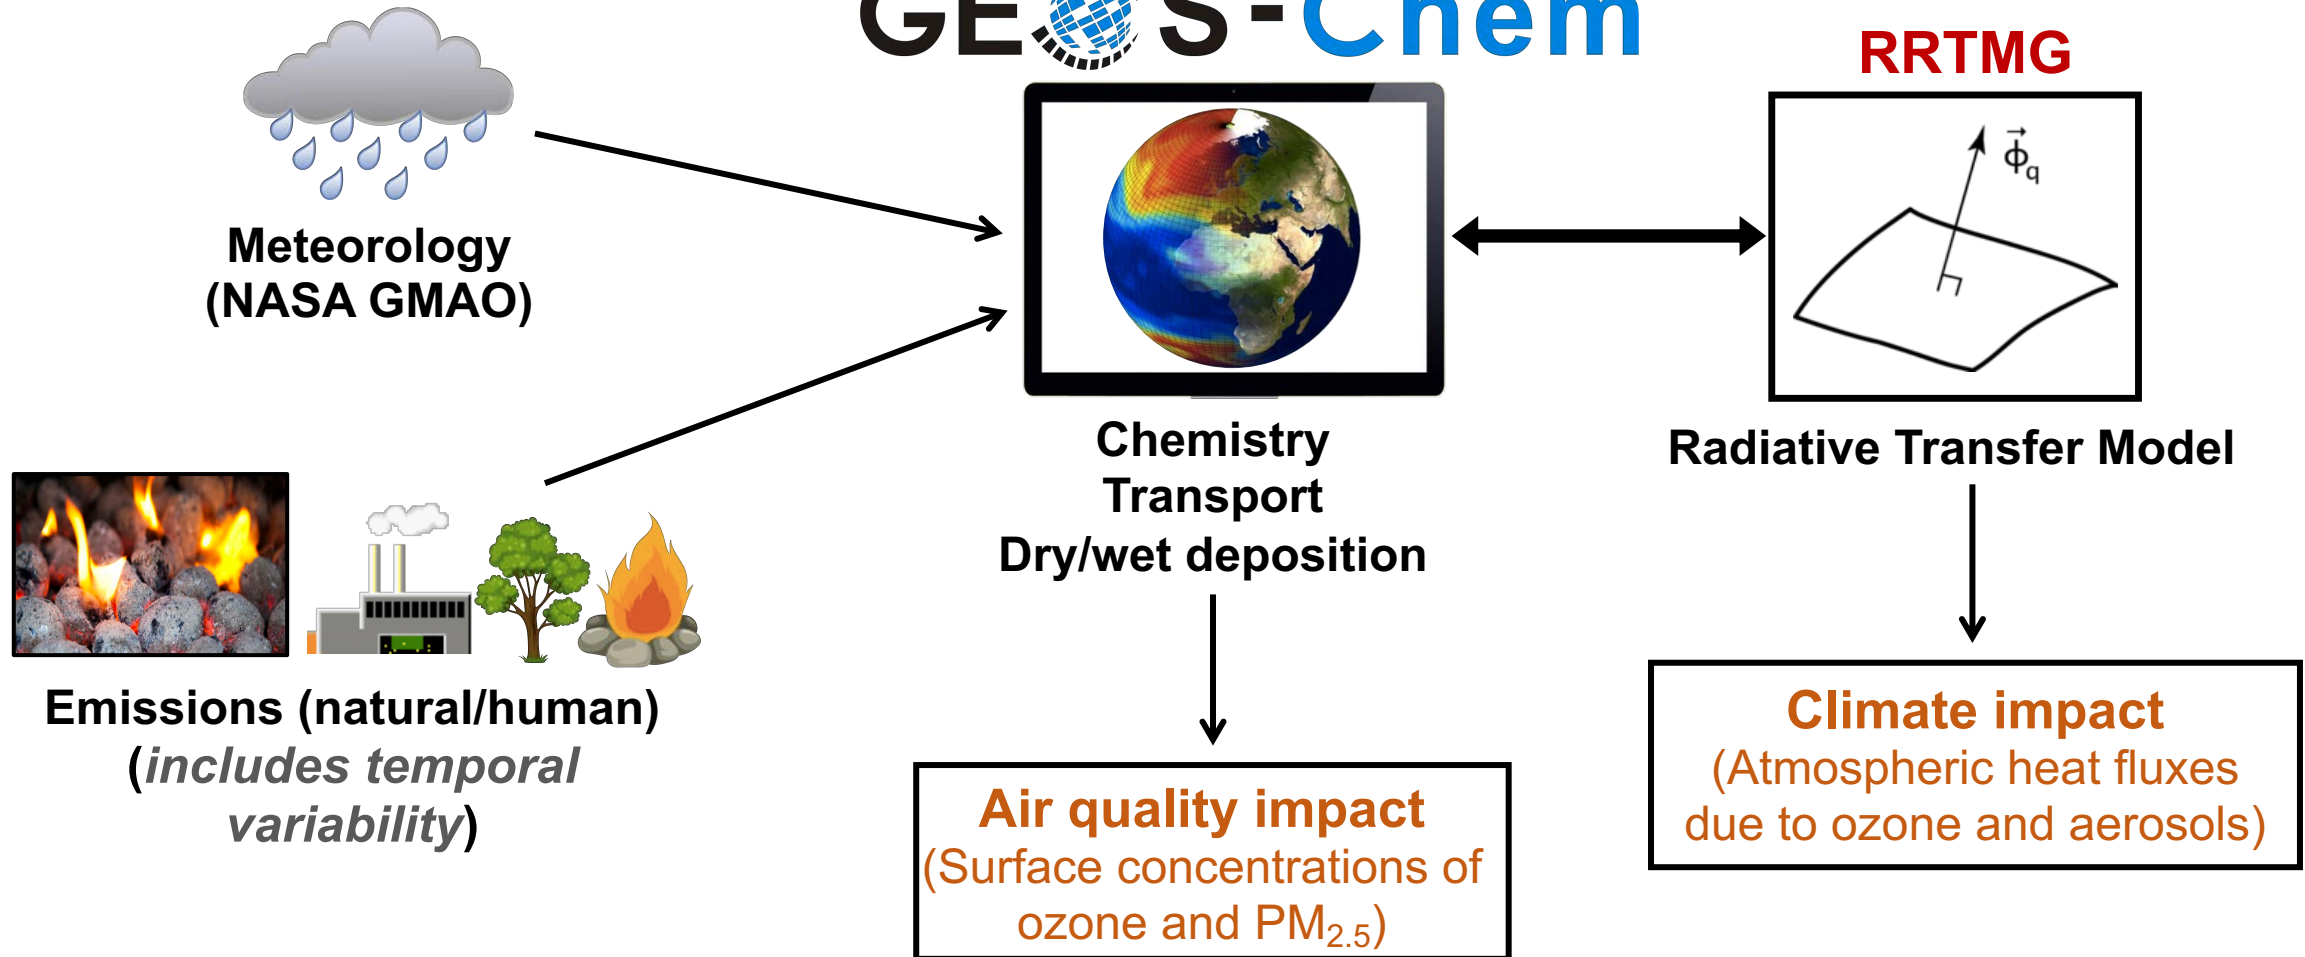 GEOS-Chem
RRTMG
ϕ⃗q
Meteorology
(NASA GMAO)
Chemistry
Transport
Dry/wet deposition
Radiative Transfer Model
Emissions (natural/human)
(includes temporal
variability)
Air quality impact
(Surface concentrations of
ozone and PM2.5)
Climate impact
(Atmospheric heat fluxes
due to ozone and aerosols)